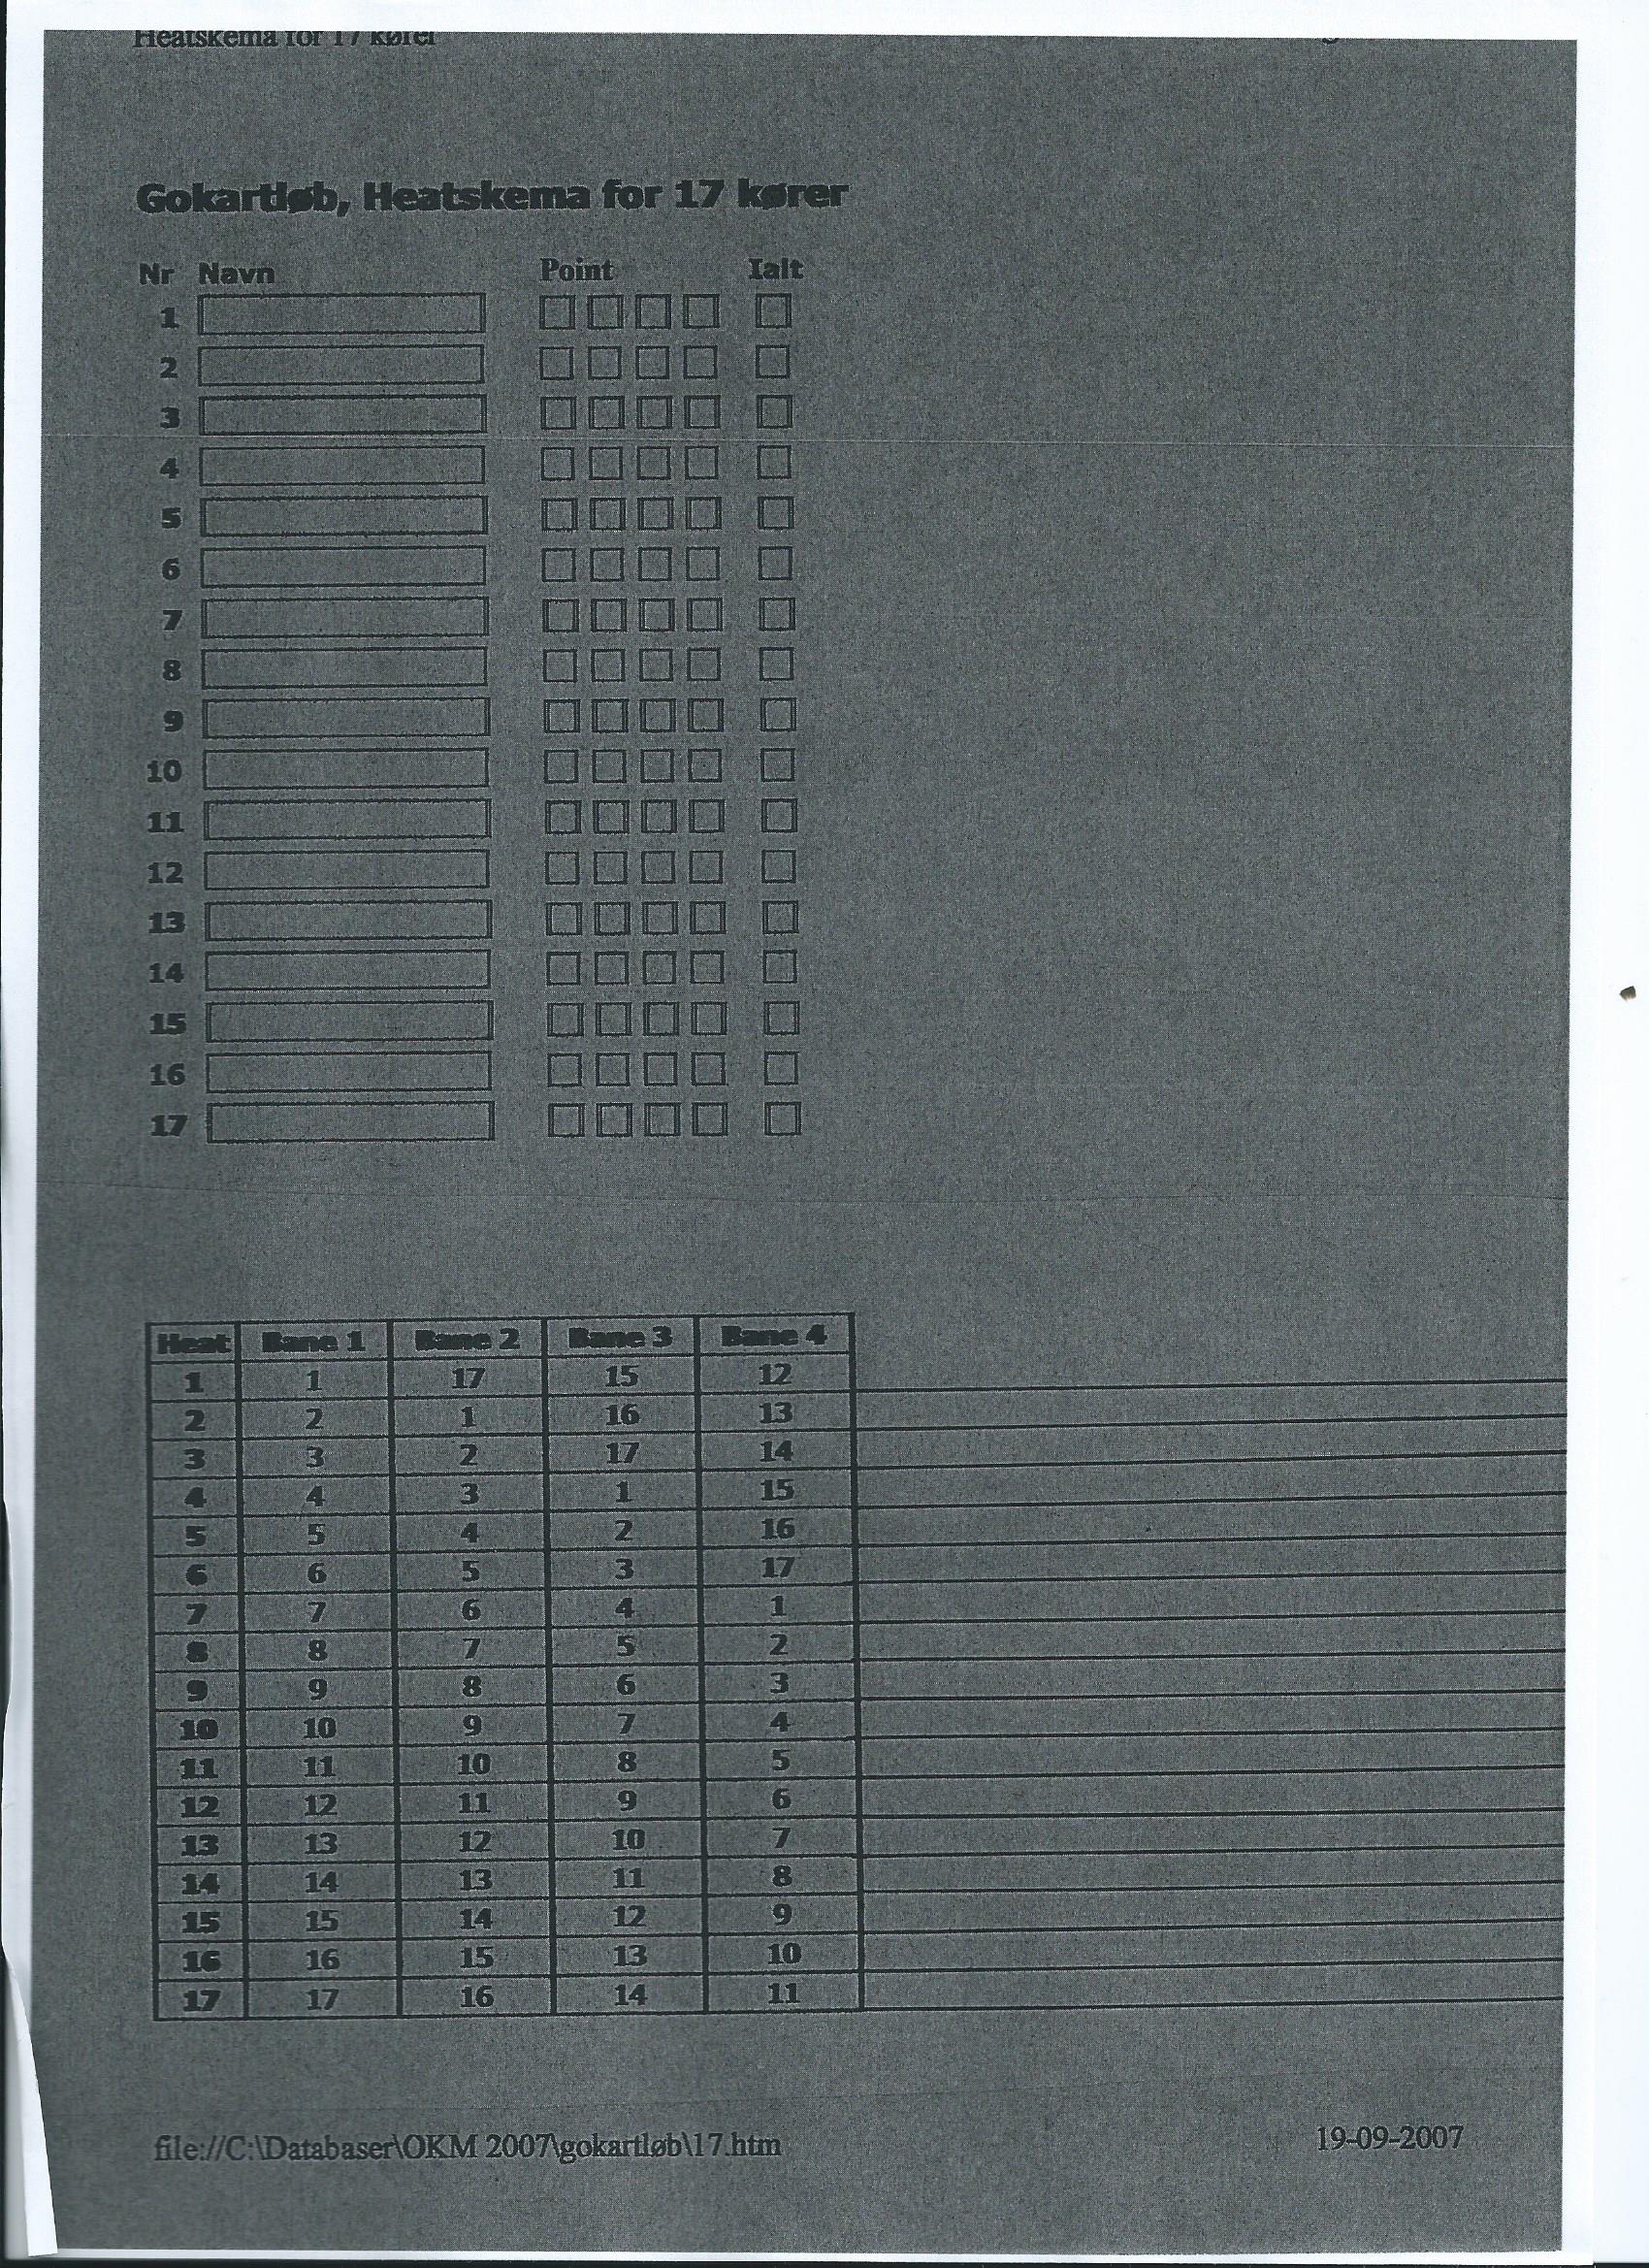 Heatskema for 17 kører
Gokartløb, Heatskema for 17 kører
Nr Navn Point Ialt
1
2
3
4
5
6
7
8
9
10
11
12
13
14
15
16
17
Heat Bane 1 Bane 2 Bane 3 Bane 4
1 1 17 15 12
2 2 1 16 13
3 3 2 17 14
4 4 3 1 15
5 5 4 2 16
6 6 5 3 17
7 7 6 4 1
8 8 7 5 2
9 9 8 6 3
10 10 9 7 4
11 11 10 8 5
12 12 11 9 6
13 13 12 10 7
14 14 13 11 8
15 15 14 12 9
16 16 15 13 10
17 17 16 14 11
file://C:\Databaser\OKM 2007\gokartløb\17.htm 19-09-2007